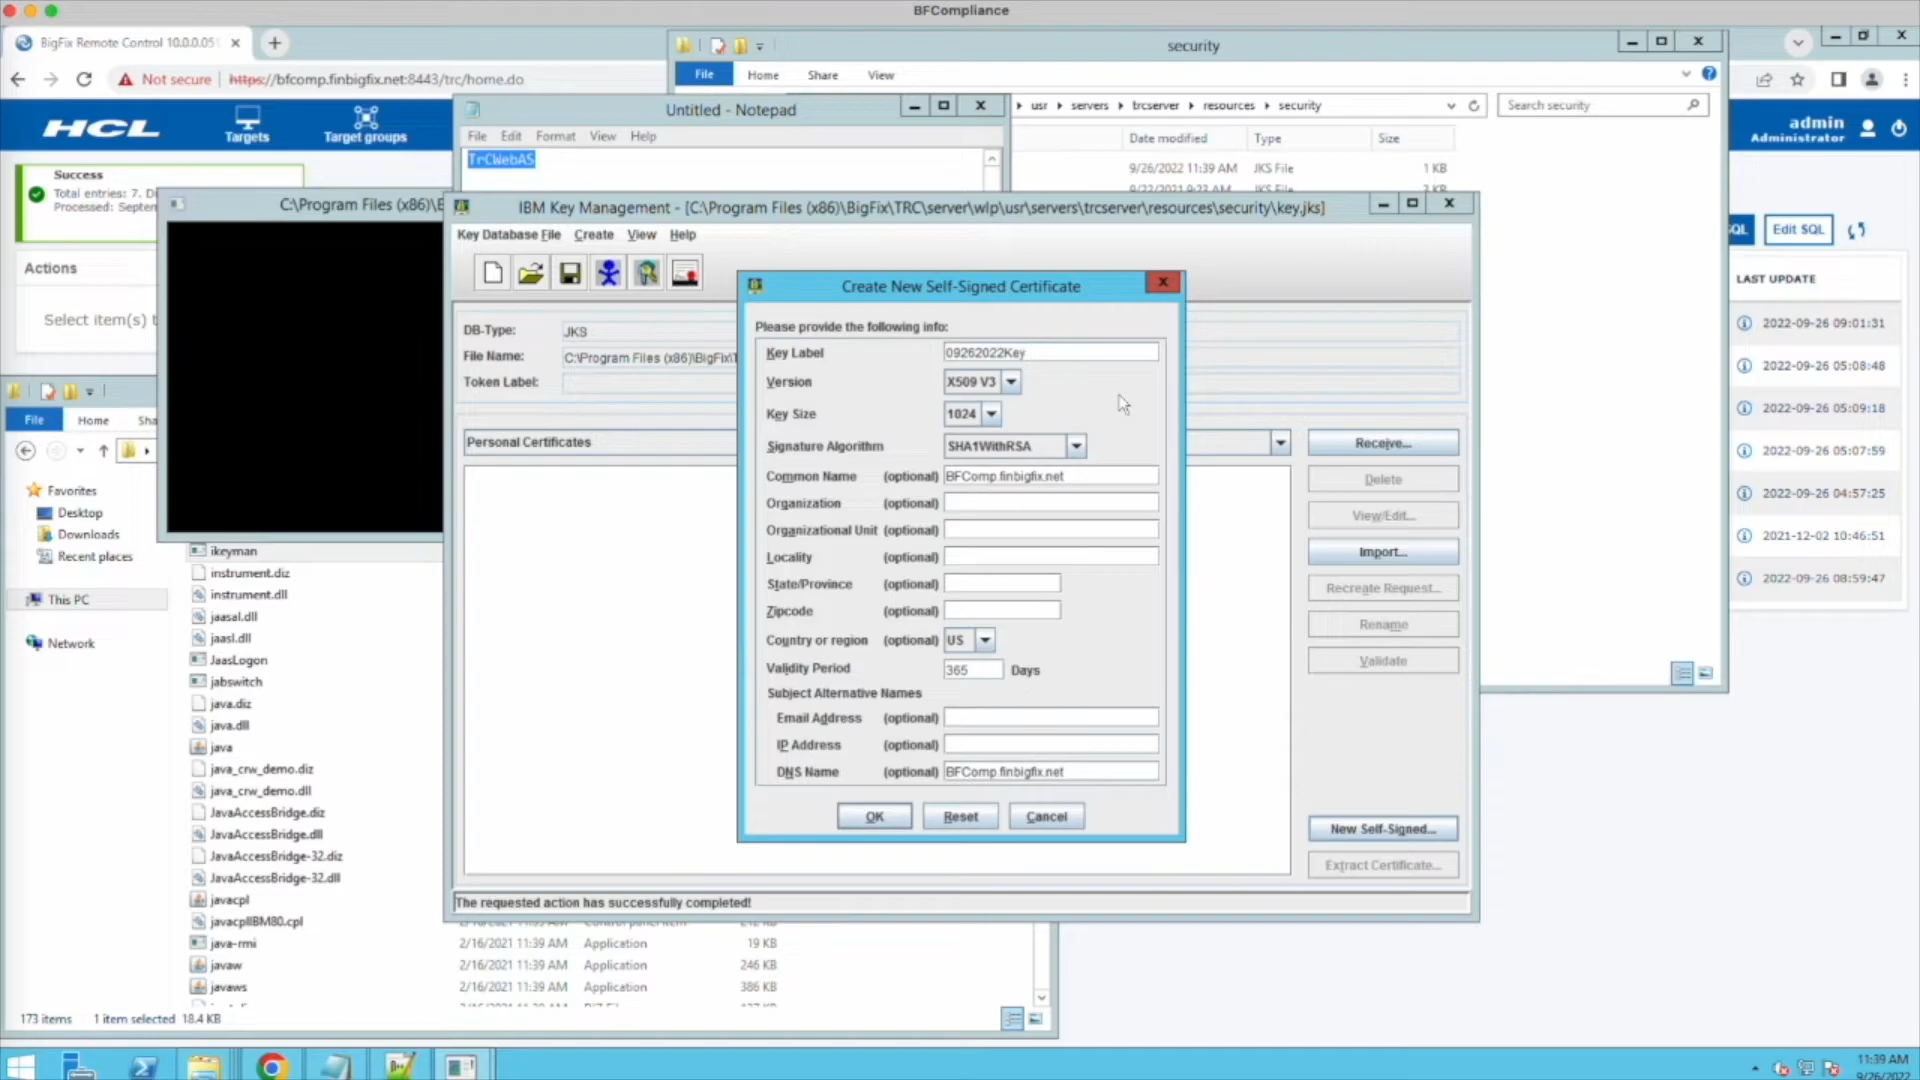 BFCompliance
BigFix Remote Control 10.0.0.051
Not secure
https://bfcomp.finbigfix.net:8443/trc/home.do
HCL
Targets
Target groups
Success
Total entries: 7. Di
Processed: Septem
Actions
Select item(s) t
security
File
Home
Share
View
usr
servers
trcserver
resources
security
Search security
Date modified
Type
Size
9/26/2022 11:39 AM
JKS File
1 KB
9/22/2021 9:23 AM
JKS File
admin
Administrator
QL
Edit SQL
LAST UPDATE
2022-09-26 09:01:31
2022-09-26 05:08:48
2022-09-26 05:09:18
2022-09-26 05:07:59
2022-09-26 04:57:25
2021-12-02 10:46:51
2022-09-26 08:59:47
Untitled - Notepad
File
Edit
Format
View
Help
TrCWebAS
C:\Program Files (x86)\B
IBM Key Management - [C:\Program Files (x86)\BigFix\TRC\server\wlp\usr\servers\trcserver\resources\security\key.jks]
Key Database File
Create
View
Help
DB-Type:
JKS
File Name:
C:\Program Files (x86)\BigFix\T
Token Label:
Personal Certificates
Receive...
Delete
View/Edit...
Import...
Recreate Request...
Rename
Validate
New Self-Signed...
Extract Certificate...
The requested action has successfully completed!
Create New Self-Signed Certificate
X
Please provide the following info:
Key Label
09262022Key
Version
X509 V3
Key Size
1024
Signature Algorithm
SHA1WithRSA
Common Name (optional)
BFComp.finbigfix.net
Organization (optional)
Organizational Unit (optional)
Locality (optional)
State/Province (optional)
Zipcode (optional)
Country or region (optional)
US
Validity Period
365
Days
Subject Alternative Names
Email Address (optional)
IP Address (optional)
DNS Name (optional)
BFComp.finbigfix.net
OK
Reset
Cancel
File
Home
Sha
Favorites
Desktop
Downloads
Recent places
This PC
Network
ikeyman
instrument.diz
instrument.dll
jaasal.dll
jaasl.dll
JaasLogon
jabswitch
java.diz
java.dll
java
java_crw_demo.diz
java_crw_demo.dll
JavaAccessBridge.diz
JavaAccessBridge.dll
JavaAccessBridge-32.diz
JavaAccessBridge-32.dll
javacpl
javacplIBM80.cpl
java-rmi
2/16/2021 11:39 AM
Application
19 KB
javaw
2/16/2021 11:39 AM
Application
246 KB
javaws
2/16/2021 11:39 AM
Application
386 KB
173 items
1 item selected 18.4 KB
11:39 AM
9/26/2022